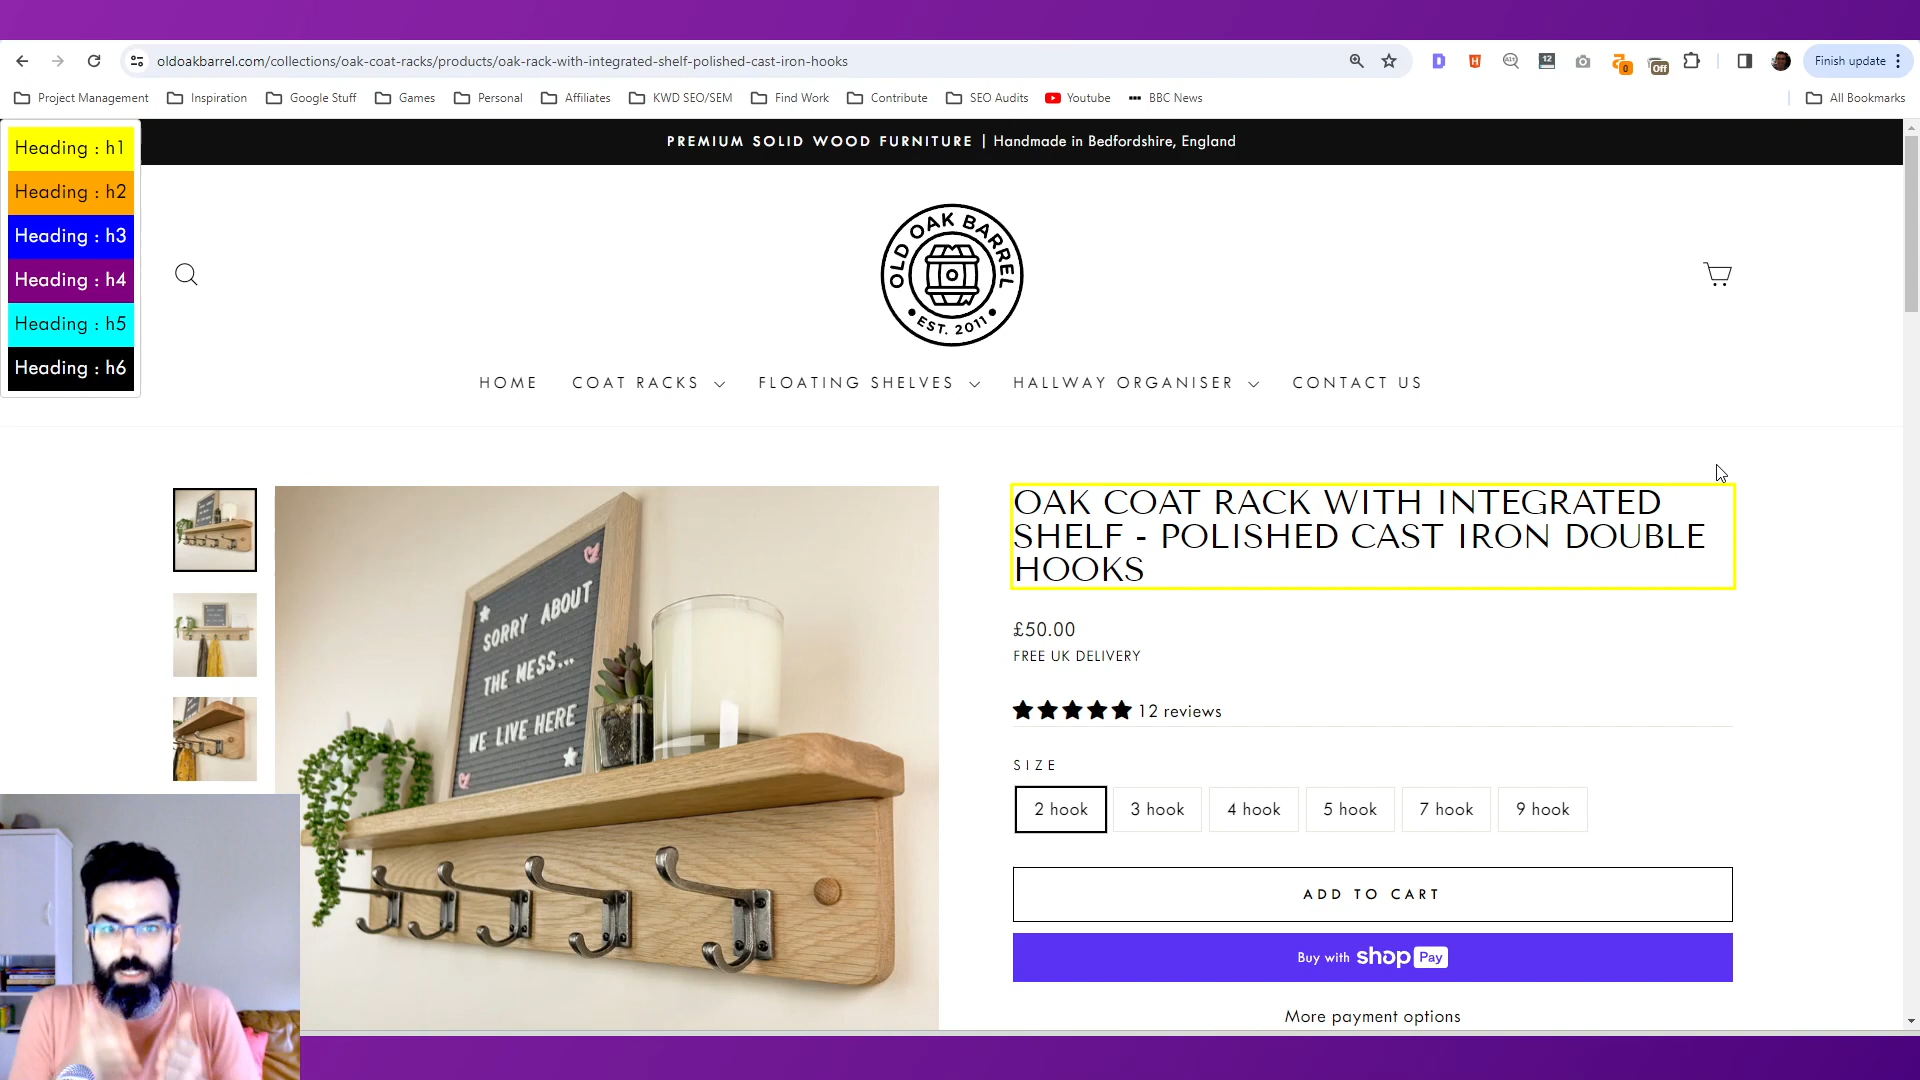 oldoakbarrel.com/collections/oak-coat-racks/products/oak-rack-with-integrated-shelf-polished-cast-iron-hooks
12
0
Off
Finish update
Project Management
Inspiration
Google Stuff
Games
Personal
Affiliates
KWD SEO/SEM
Find Work
Contribute
SEO Audits
Youtube
BBC News
All Bookmarks
Heading : h1
Heading : h2
Heading : h3
Heading : h4
Heading : h5
Heading : h6
PREMIUM SOLID WOOD FURNITURE | Handmade in Bedfordshire, England
OLD OAK BARREL
EST. 2011
HOME
COAT RACKS
FLOATING SHELVES
HALLWAY ORGANISER
CONTACT US
SORRY ABOUT
THE MESS...
WE LIVE HERE
OAK COAT RACK WITH INTEGRATED
SHELF - POLISHED CAST IRON DOUBLE
HOOKS
£50.00
FREE UK DELIVERY
12 reviews
SIZE
2 hook
3 hook
4 hook
5 hook
7 hook
9 hook
ADD TO CART
Buy with shop Pay
More payment options